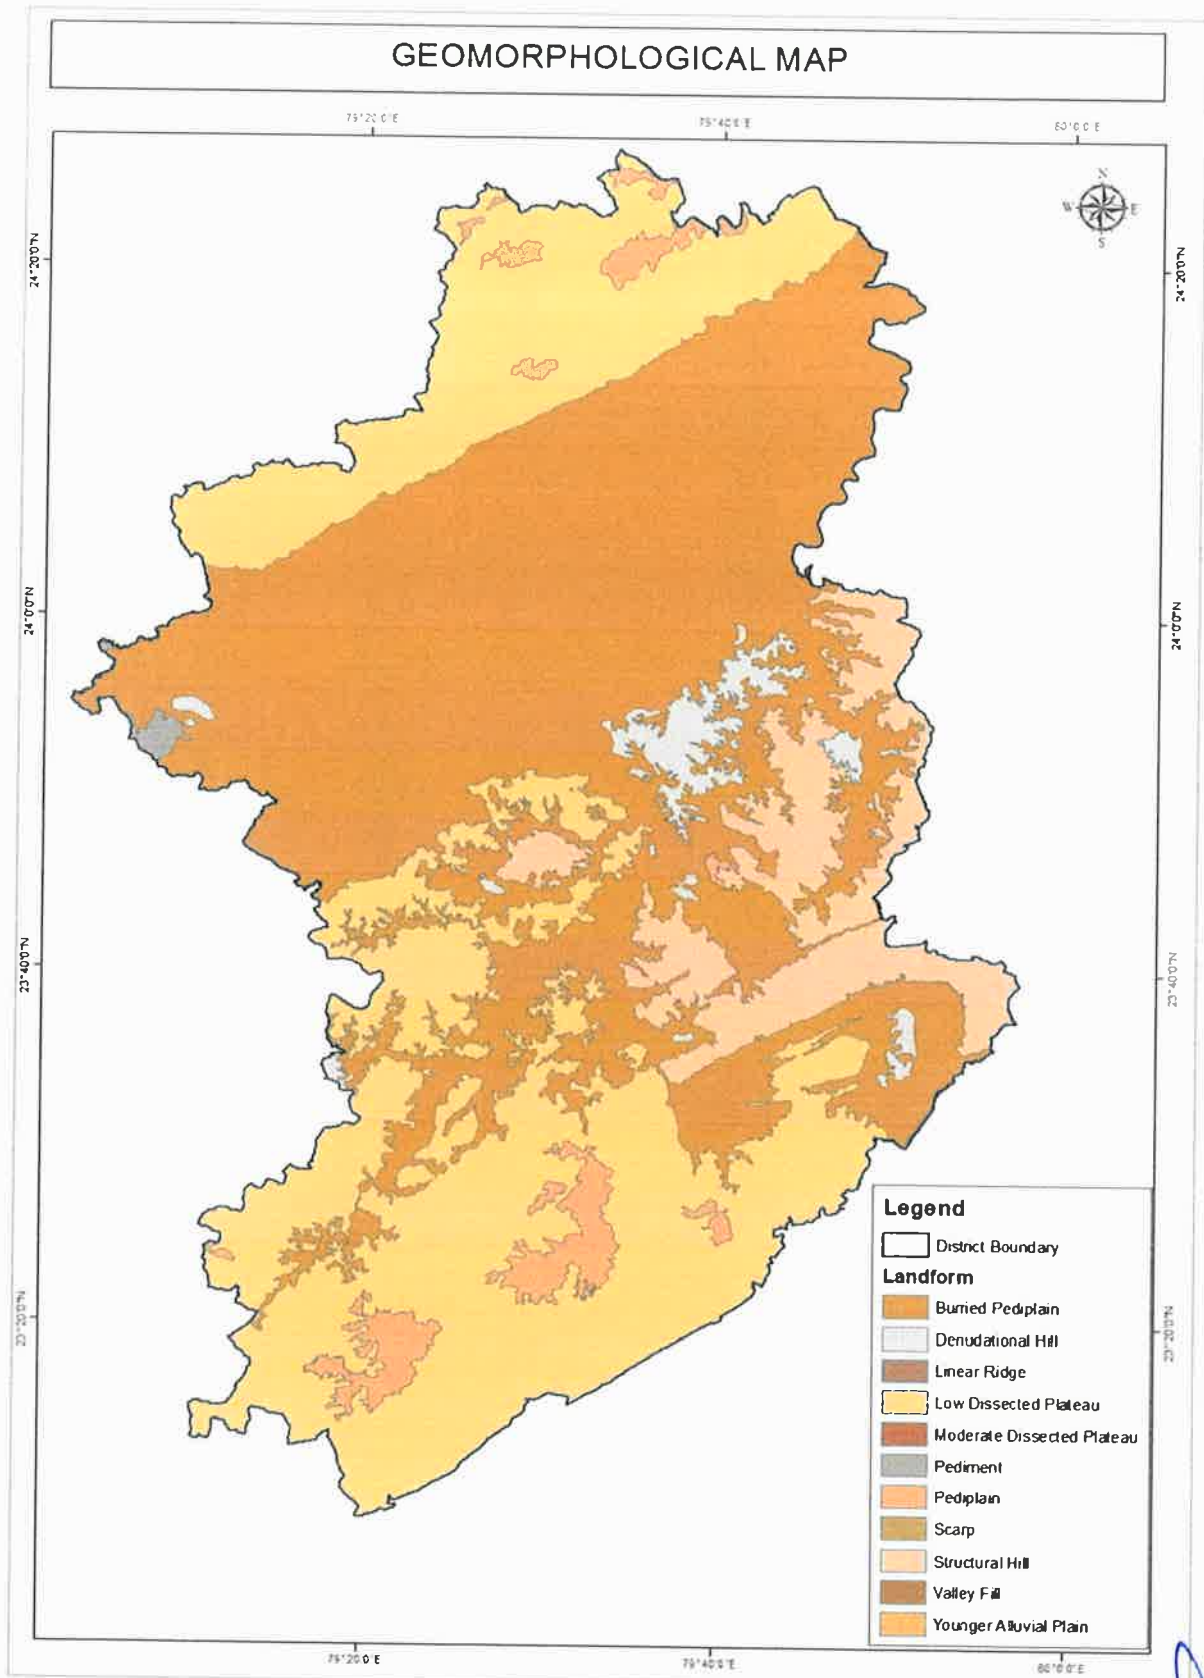 GEOMORPHOLOGICAL MAP
79°20'0"E 79°40'0"E 80°0'0"E
N
W E
S
24°20'0"N 24°20'0"N
24°0'0"N 24°0'0"N
23°40'0"N 23°40'0"N
23°20'0"N 23°20'0"N
Legend
District Boundary
Landform
Burried Pediplain
Denudational Hill
Linear Ridge
Low Dissected Plateau
Moderate Dissected Plateau
Pediment
Pediplain
Scarp
Structural Hill
Valley Fill
Younger Alluvial Plain
79°20'0"E 79°40'0"E 80°0'0"E